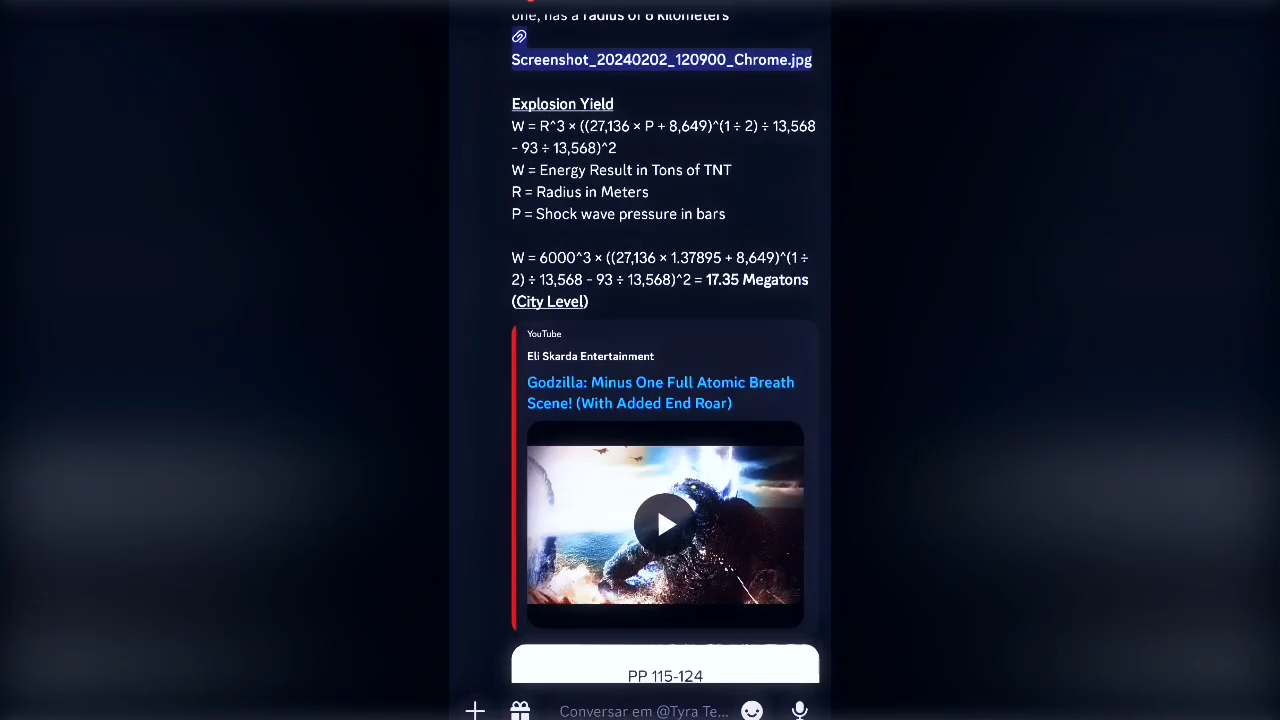 one, has a radius of 6 kilometers
Screenshot_20240202_120900_Chrome.jpg
Explosion Yield
W = R^3 × ((27,136 × P + 8,649)^(1 ÷ 2) ÷ 13,568
- 93 ÷ 13,568)^2
W = Energy Result in Tons of TNT
R = Radius in Meters
P = Shock wave pressure in bars
W = 6000^3 × ((27,136 × 1.37895 + 8,649)^(1 ÷
2) ÷ 13,568 - 93 ÷ 13,568)^2 = 17.35 Megatons
(City Level)
YouTube
Eli Skarda Entertainment
Godzilla: Minus One Full Atomic Breath
Scene! (With Added End Roar)
PP 115-124
Conversar em @Tyra Te...